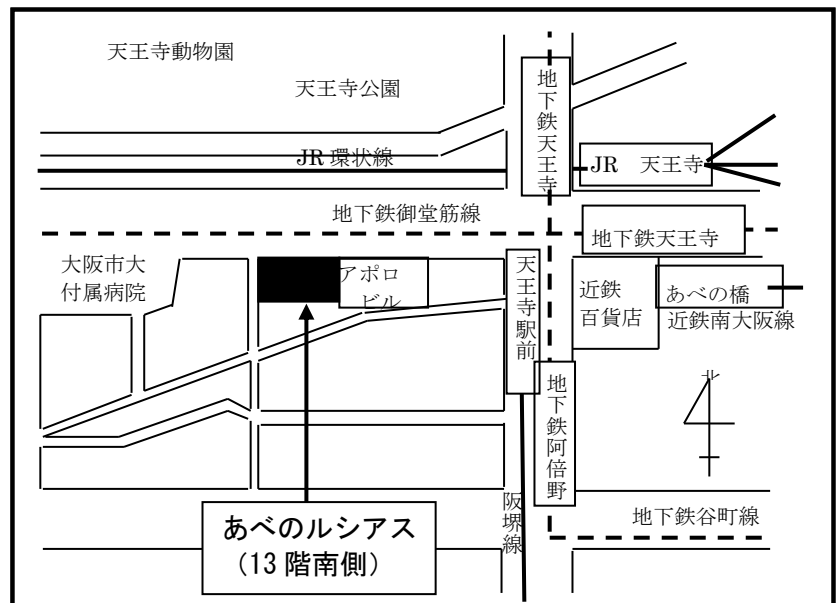 天王寺動物園
天王寺公園
地下鉄天王寺
JR環状線
JR 天王寺
地下鉄御堂筋線
地下鉄天王寺
大阪市大
付属病院
アポロ
ビル
天王寺駅前
近鉄
百貨店
あべの橋
近鉄南大阪線
北
地下鉄阿倍野
阪堺線
地下鉄谷町線
あべのルシアス
(13階南側)